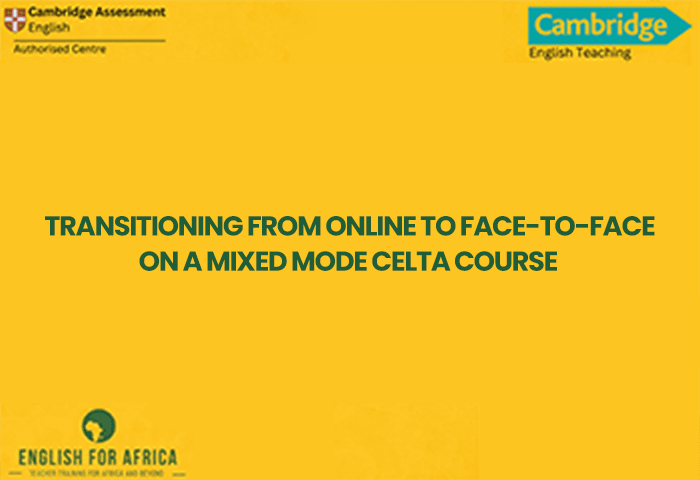 Cambridge Assessment
English
Authorised Centre
Cambridge
English Teaching
TRANSITIONING FROM ONLINE TO FACE-TO-FACE
ON A MIXED MODE CELTA COURSE
ENGLISH FOR AFRICA
TEACHER TRAINING FOR AFRICA AND BEYOND